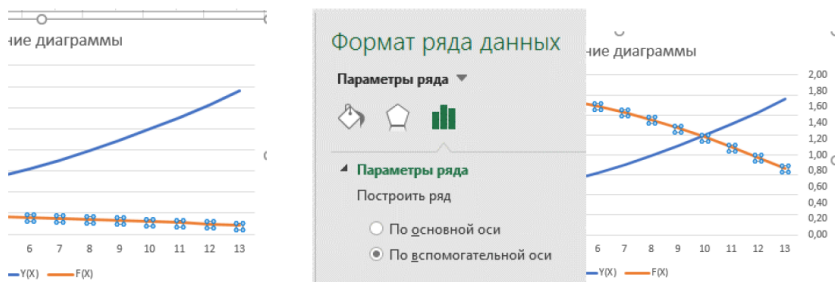 ние диаграммы
6 7 8 9 10 11 12 13
Y(X) F(X)
Формат ряда данных
Параметры ряда
Параметры ряда
Построить ряд
По основной оси
По вспомогательной оси
ние диаграммы
2,00
1,80
1,60
1,40
1,20
1,00
0,80
0,60
0,40
0,20
0,00
6 7 8 9 10 11 12 13
Y(X) F(X)